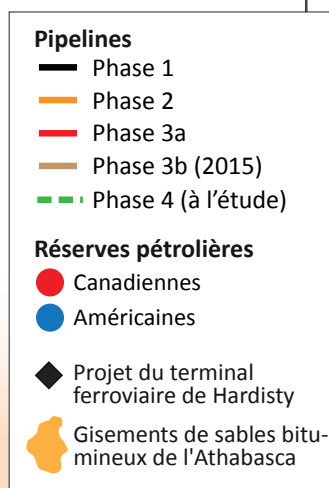 Pipelines
Phase 1
Phase 2
Phase 3a
Phase 3b (2015)
Phase 4 (à l'étude)
Réserves pétrolières
Canadiennes
Américaines
Projet du terminal
ferroviaire de Hardisty
Gisements de sables bitu-
mineux de l'Athabasca